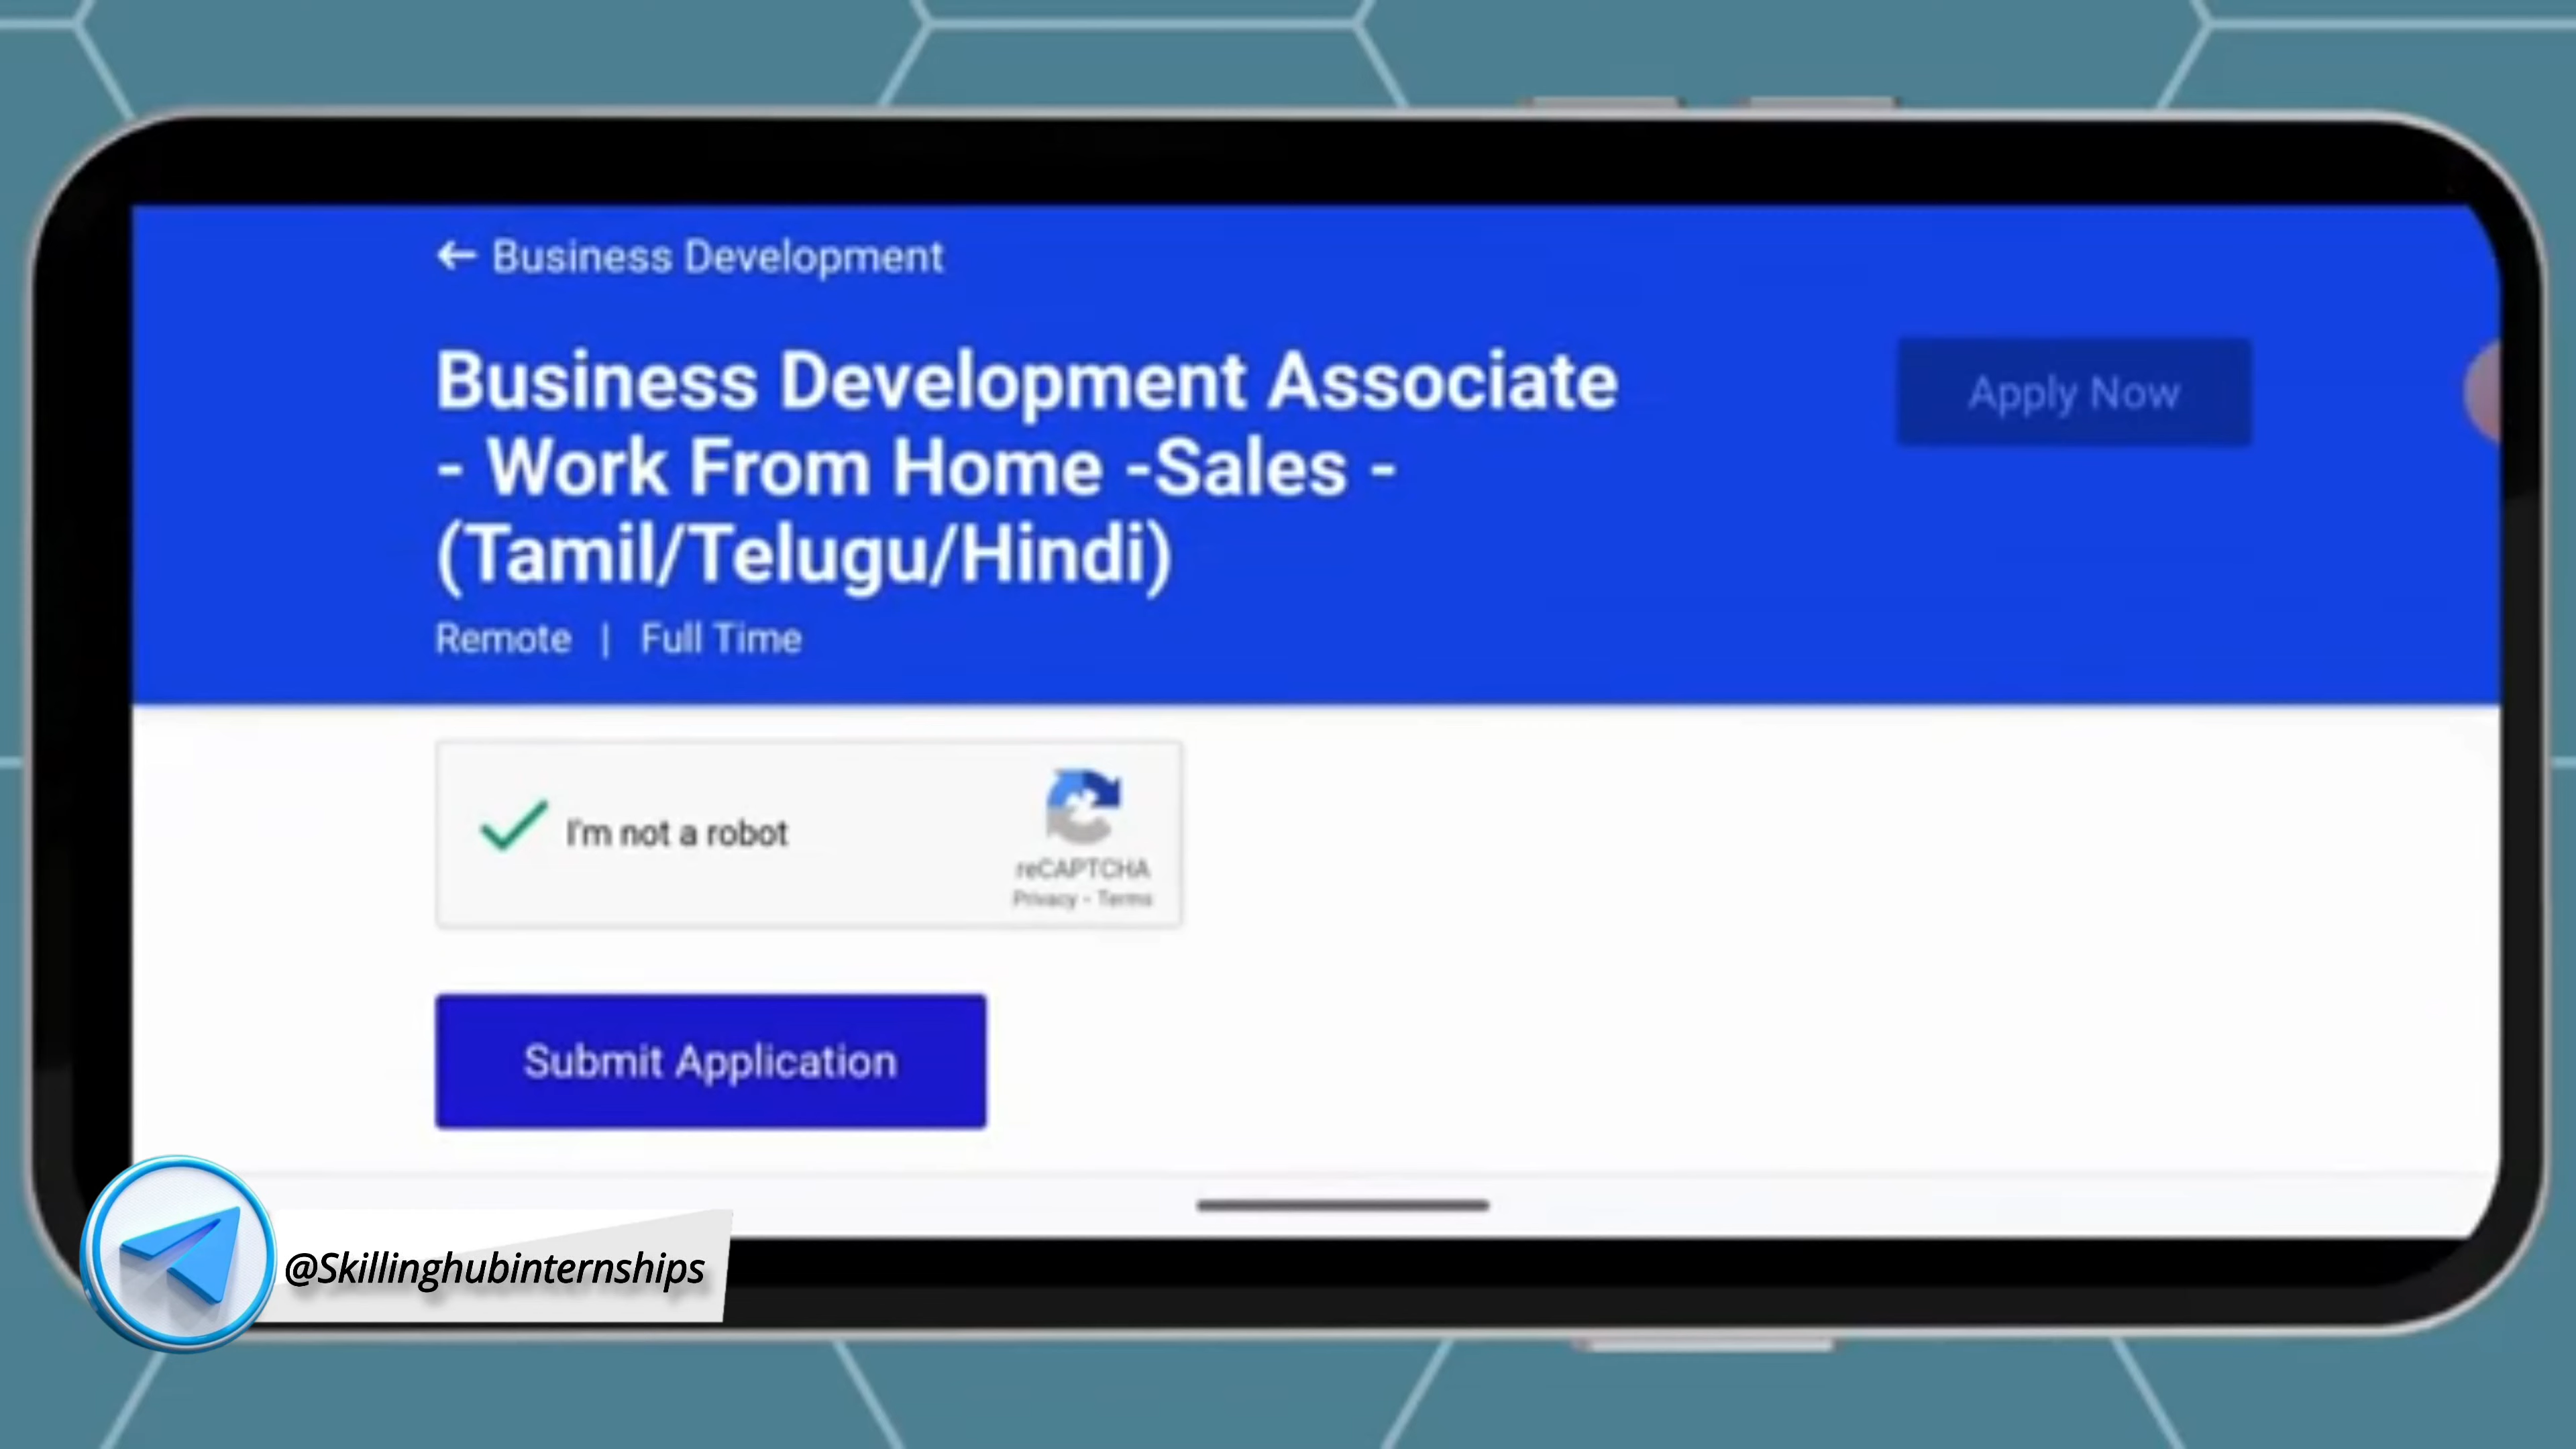 ← Business Development
Business Development Associate
- Work From Home -Sales -
(Tamil/Telugu/Hindi)
Remote | Full Time
Apply Now
I'm not a robot
reCAPTCHA
Privacy - Terms
Submit Application
@Skillinghubinternships